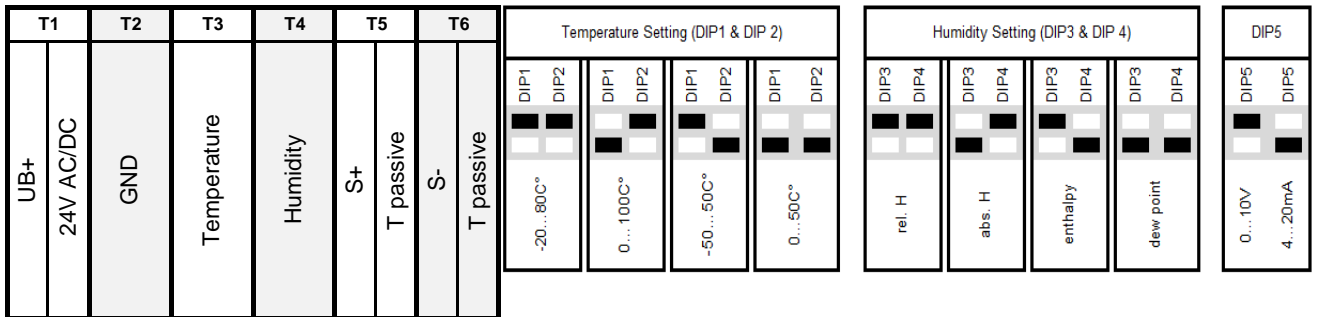 T1 T2 T3 T4 T5 T6
UB+
24V AC/DC
GND
Temperature
Humidity
S+
T passive
S-
T passive
Temperature Setting (DIP1 & DIP 2)
DIP1 DIP2 DIP1 DIP2 DIP1 DIP2 DIP1 DIP2
-20...80C°
0...100C°
-50...50C°
0...50C°
Humidity Setting (DIP3 & DIP 4)
DIP3 DIP4 DIP3 DIP4 DIP3 DIP4 DIP3 DIP4
rel. H
abs. H
enthalpy
dew point
DIP5
DIP5 DIP5
0...10V
4...20mA